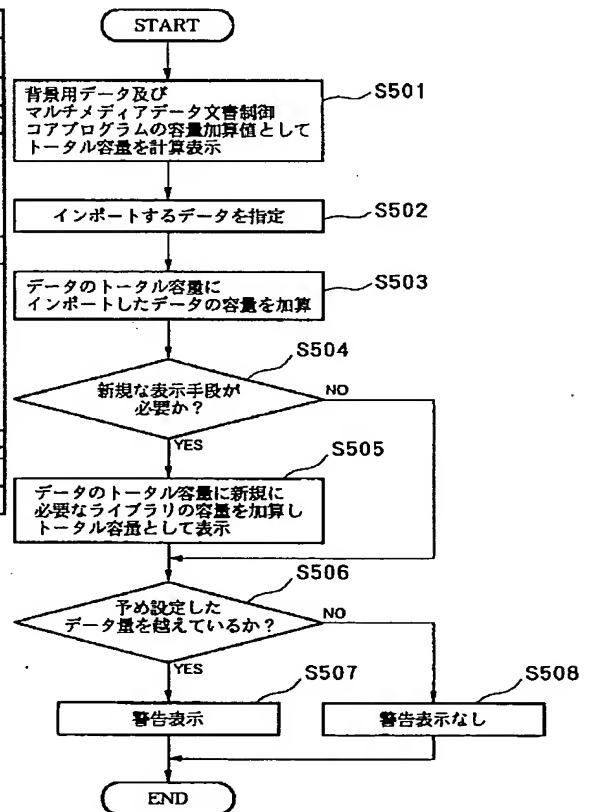 START
背景用データ及び
マルチメディアデータ文書制御
コアプログラムの容量加算値として
トータル容量を計算表示
S501
インポートするデータを指定
S502
データのトータル容量に
インポートしたデータの容量を加算
S503
S504
新規な表示手段が
必要か？
NO
YES
S505
データのトータル容量に新規に
必要なライブラリの容量を加算し
トータル容量として表示
S506
予め設定した
データ量を越えているか？
NO
YES
S507
警告表示
S508
警告表示なし
END